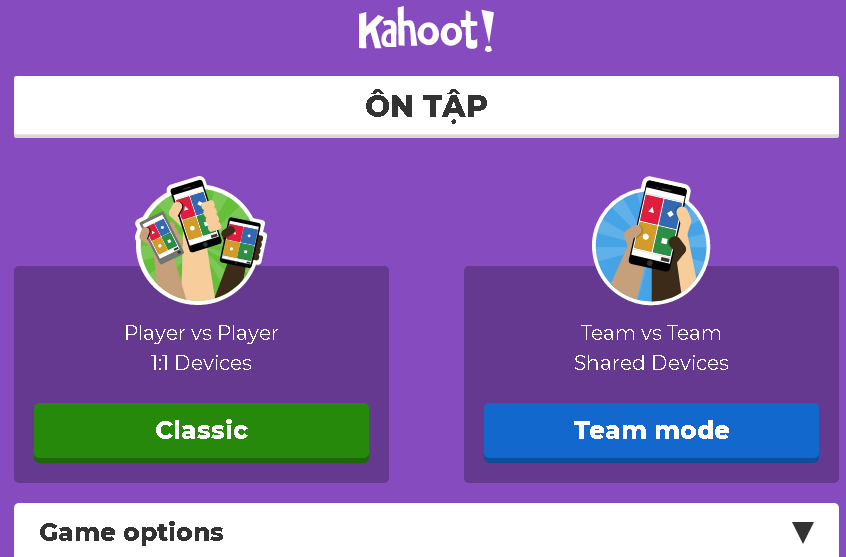 Kahoot!
ÔN TẬP
Player vs Player
1:1 Devices
Classic
Team vs Team
Shared Devices
Team mode
Game options